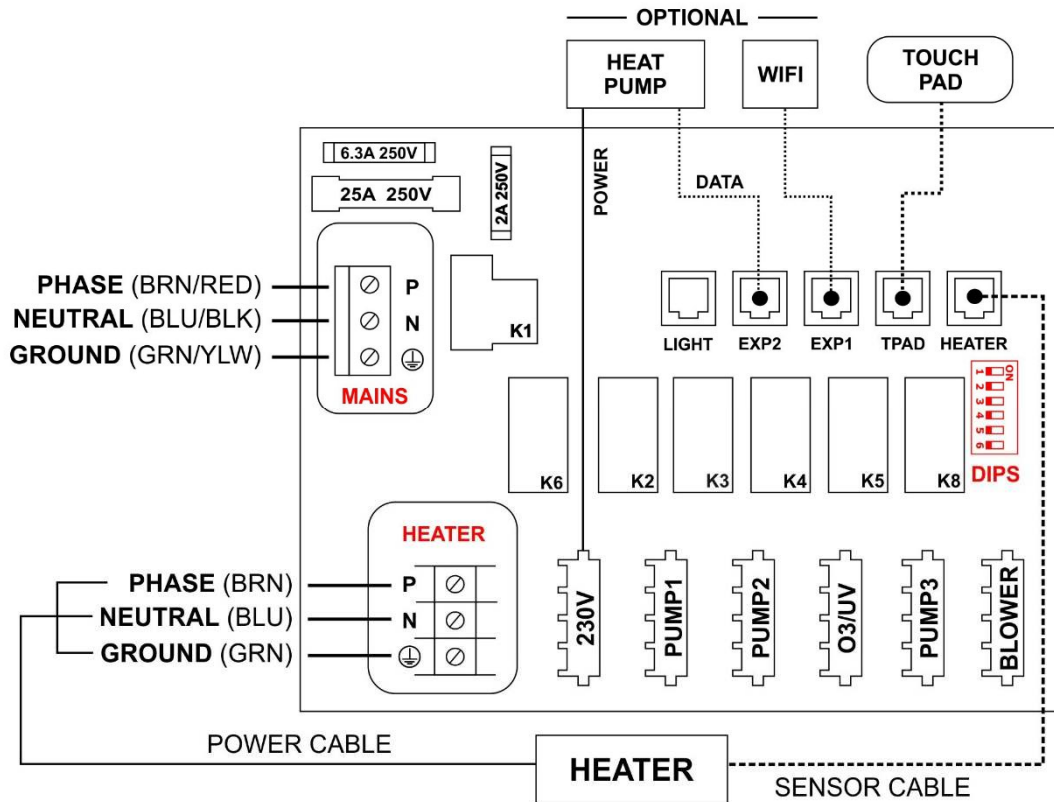 OPTIONAL
HEAT
PUMP
WIFI
TOUCH
PAD
6.3A 250V
25A 250V
2A 250V
POWER
DATA
PHASE (BRN/RED)
NEUTRAL (BLU/BLK)
GROUND (GRN/YLW)
P
N
MAINS
K1
LIGHT
EXP2
EXP1
TPAD
HEATER
ON
1
2
3
4
5
6
DIPS
K6
K2
K3
K4
K5
K8
HEATER
PHASE (BRN)
NEUTRAL (BLU)
GROUND (GRN)
P
N
230V
PUMP1
PUMP2
O3/UV
PUMP3
BLOWER
POWER CABLE
HEATER
SENSOR CABLE